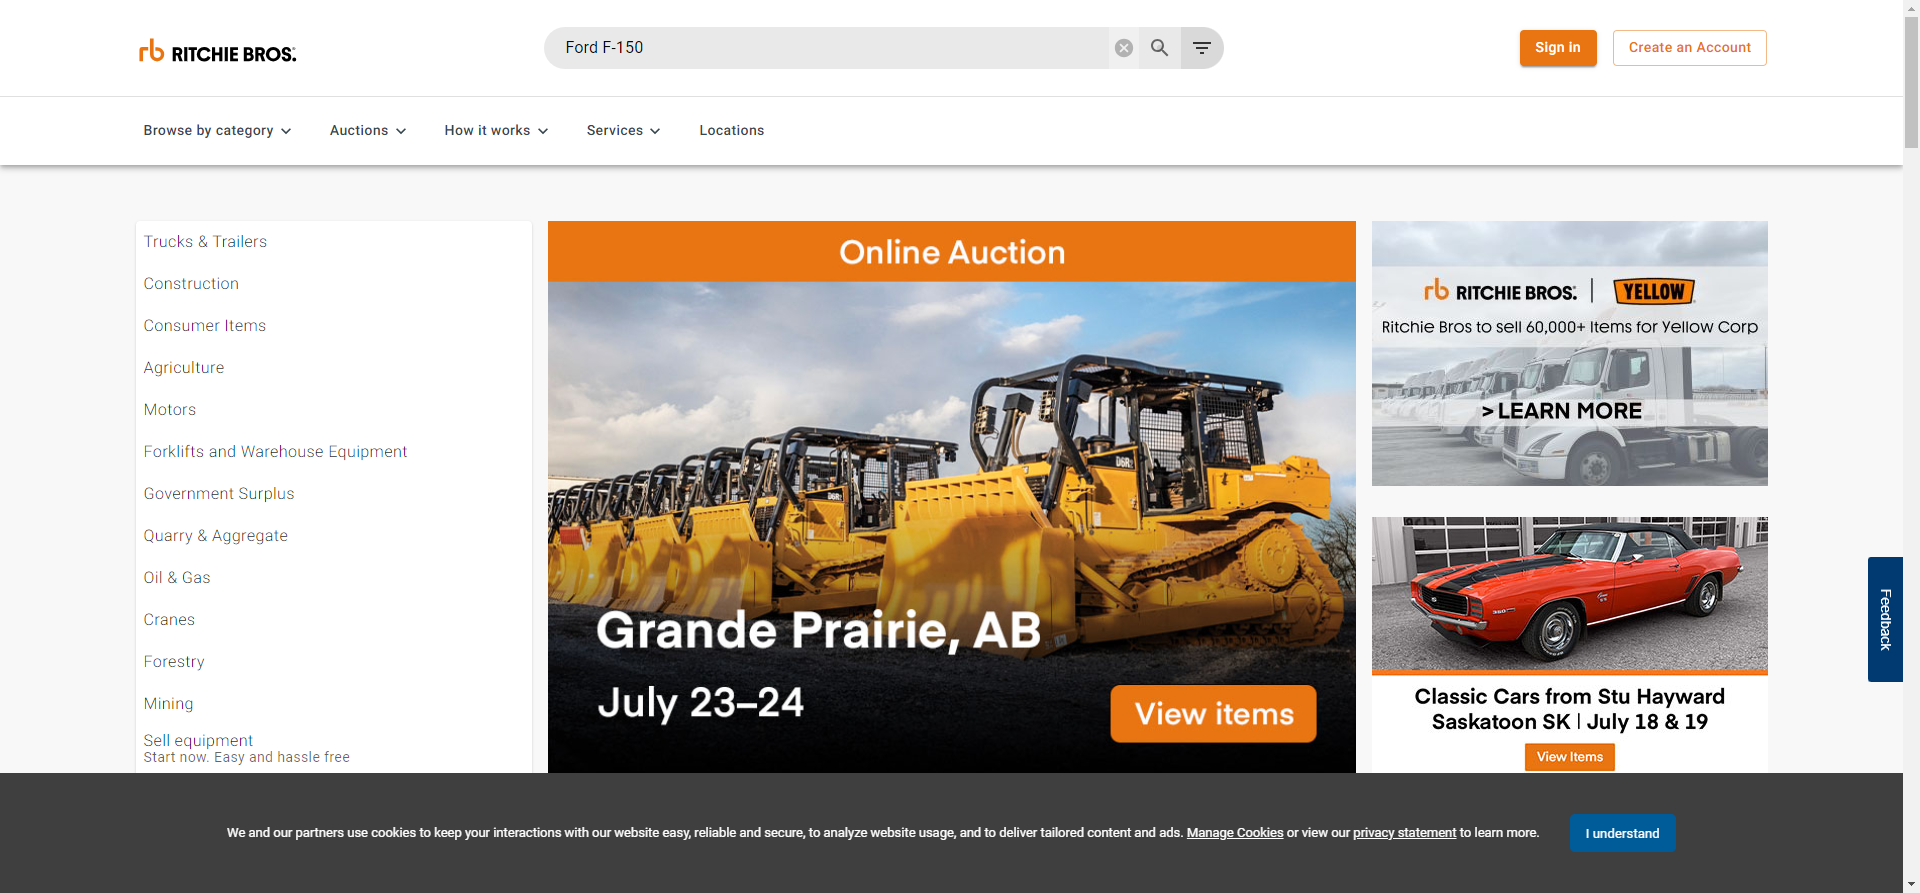 rb RITCHIE BROS.
Ford F-150
Sign in
Create an Account
Browse by category
Auctions
How it works
Services
Locations
Trucks & Trailers
Construction
Consumer Items
Agriculture
Motors
Forklifts and Warehouse Equipment
Government Surplus
Quarry & Aggregate
Oil & Gas
Cranes
Forestry
Mining
Sell equipment
Start now. Easy and hassle free
Online Auction
D6R2
D6R2
Grande Prairie, AB
July 23–24
View items
rb RITCHIE BROS. | YELLOW
Ritchie Bros to sell 60,000+ Items for Yellow Corp
> LEARN MORE
Classic Cars from Stu Hayward
Saskatoon SK | July 18 & 19
View Items
Feedback
We and our partners use cookies to keep your interactions with our website easy, reliable and secure, to analyze website usage, and to deliver tailored content and ads. Manage Cookies or view our privacy statement to learn more.
I understand